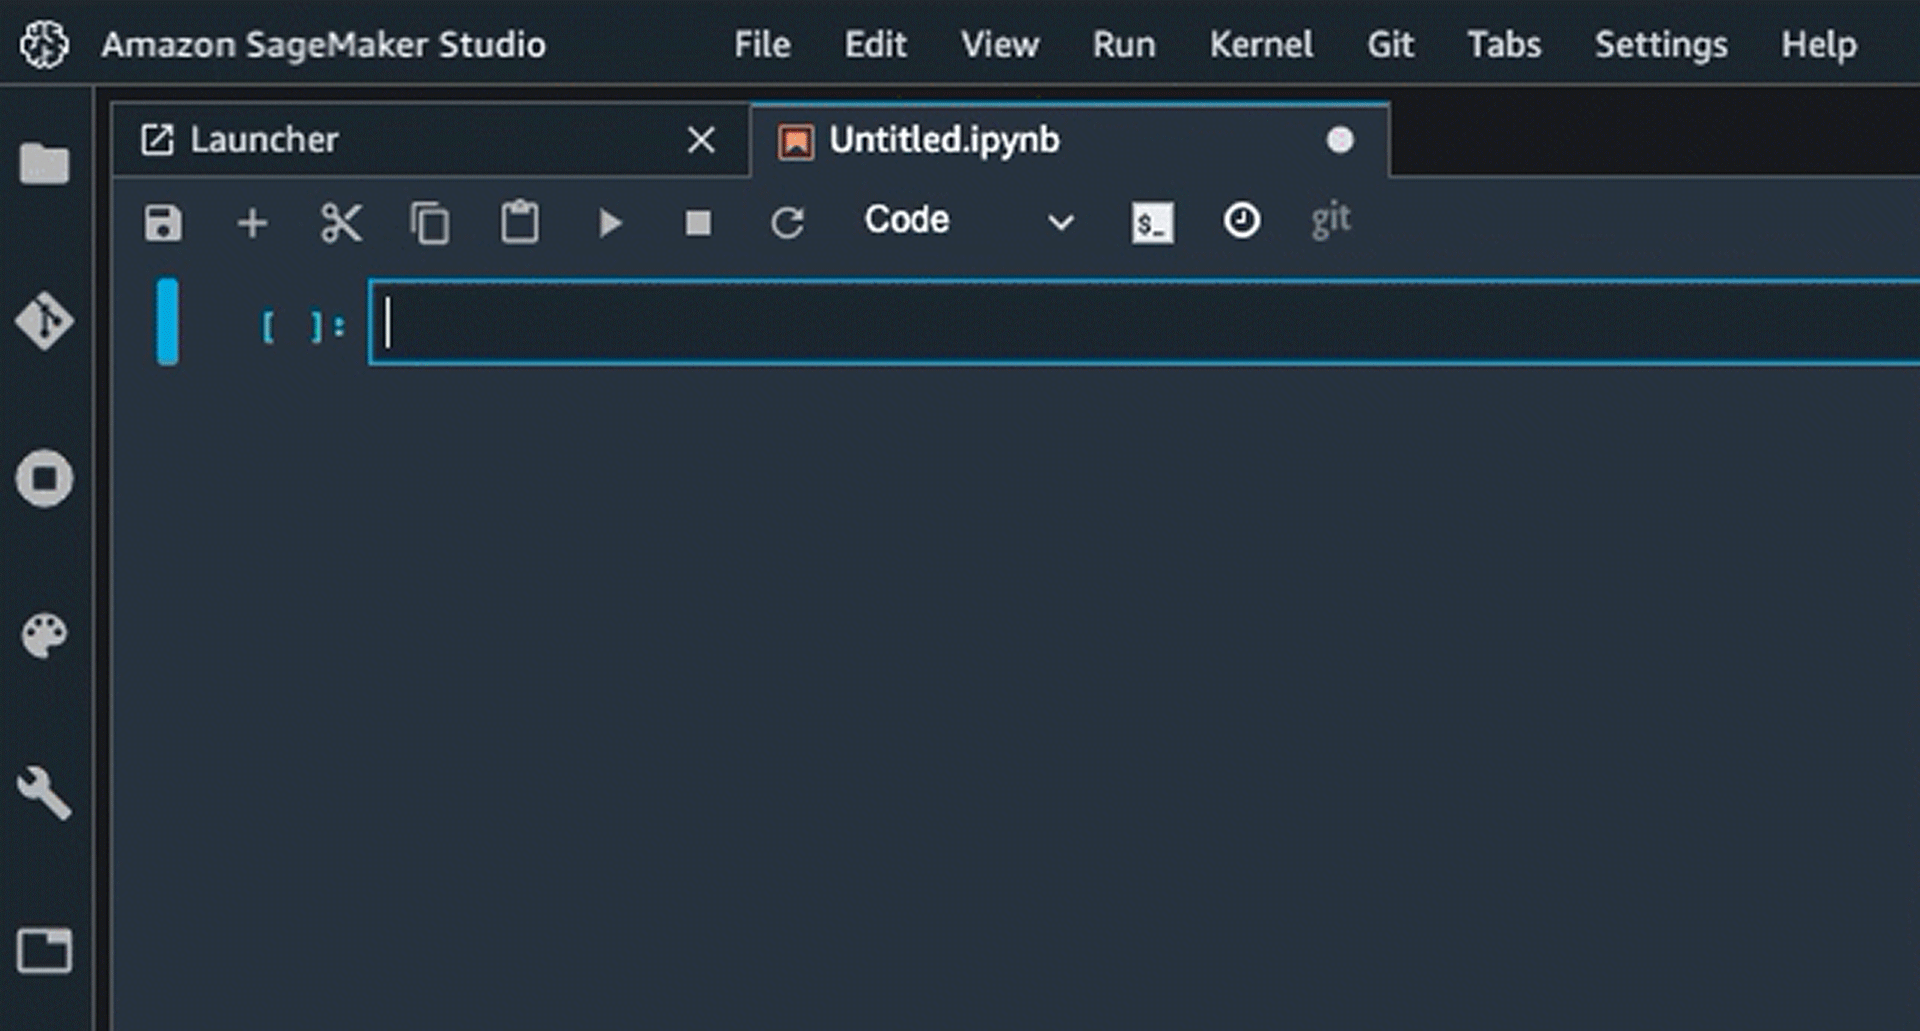 Amazon SageMaker Studio File Edit View Run Kernel Git Tabs Settings Help
Launcher Untitled.ipynb
Code $_ git
[ ]: